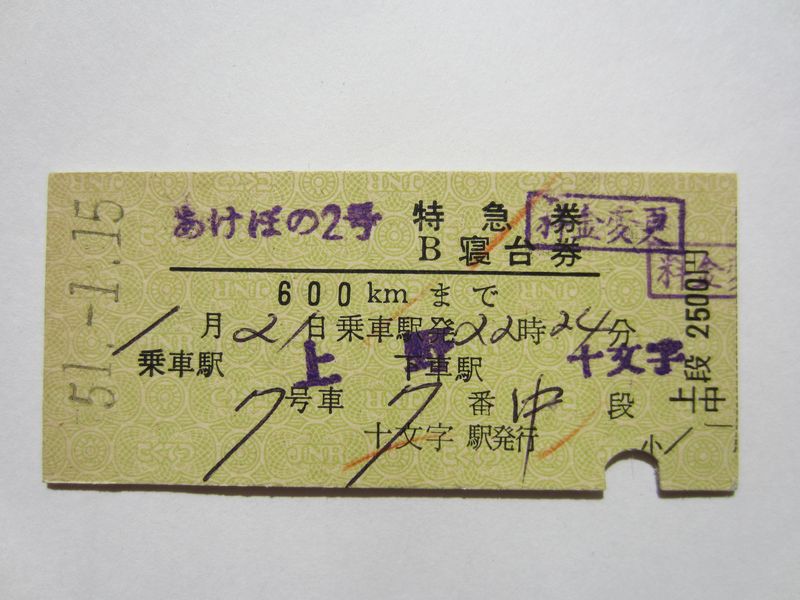 51.-1.15
あけぼの2号 特急券
B寝台券
料金変更
料金変
600kmまで
1月21日乗車駅発22時24分
乗車駅 上野 下車駅 十文字
7号車 7番 中段
十文字駅発行
上中段 2500円
小